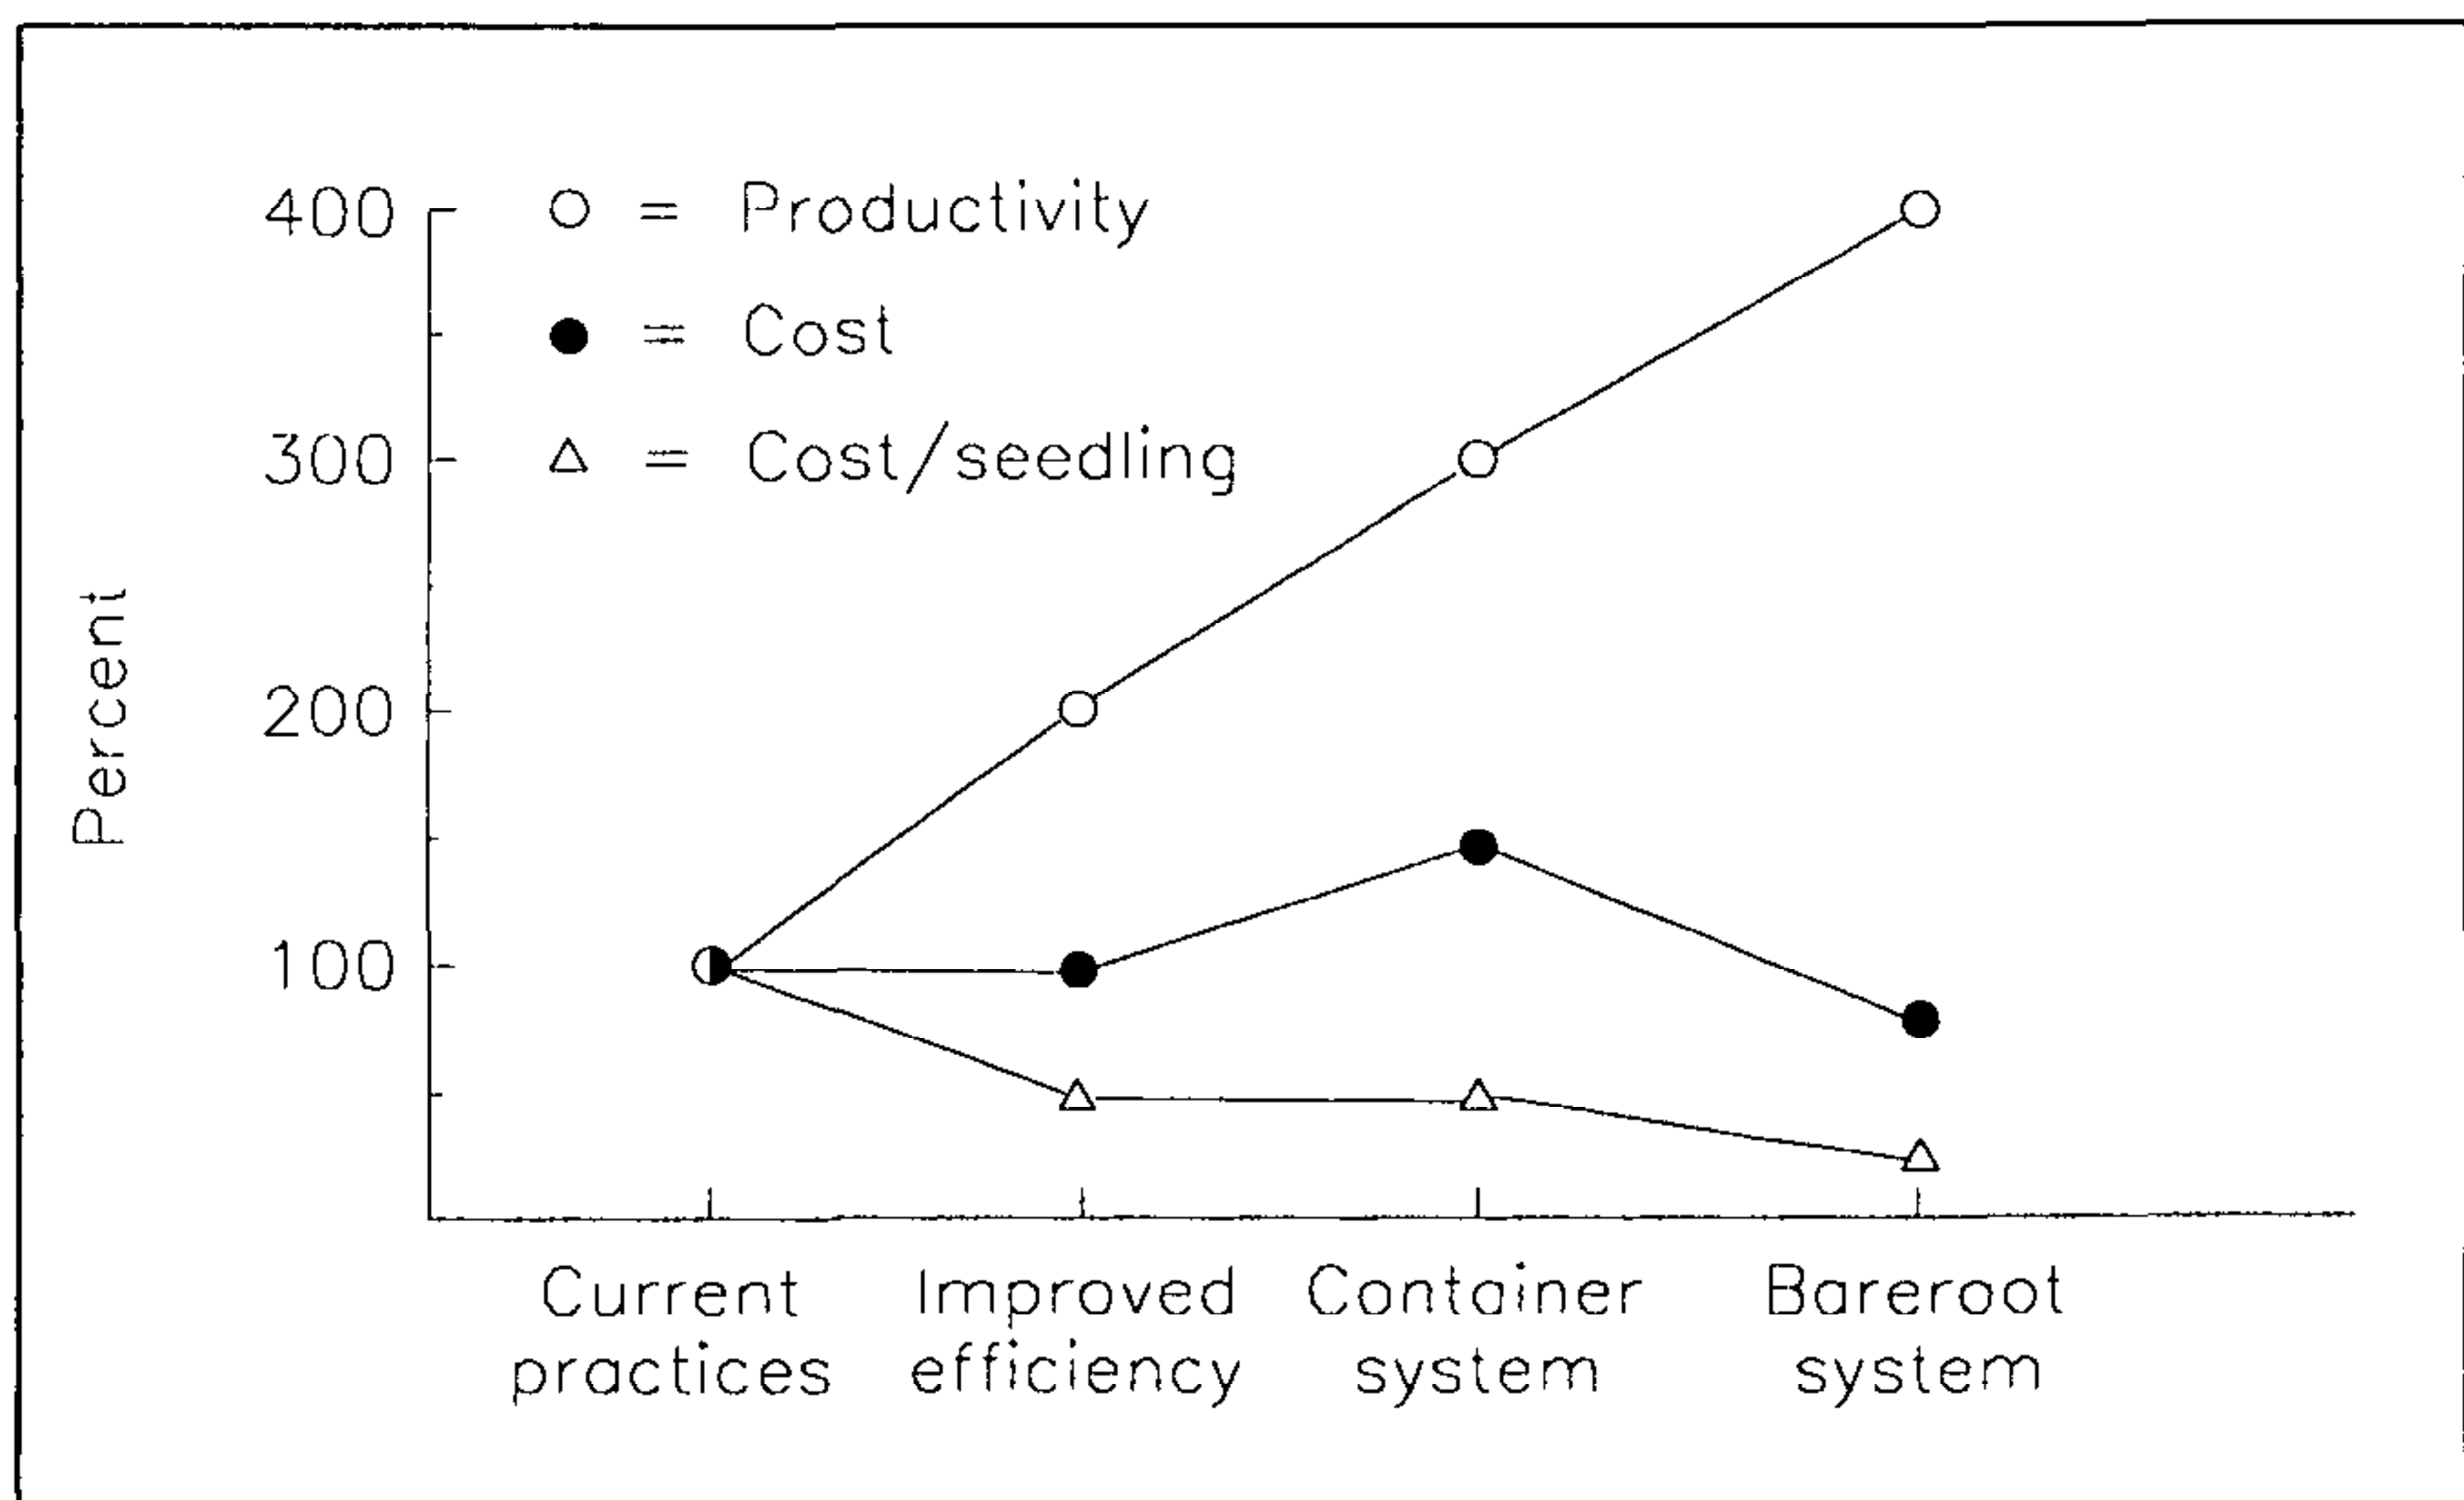 400
○ = Productivity
● = Cost
300
△ = Cost/seedling
200
100
Percent
Current practices
Improved efficiency
Container system
Bareroot system